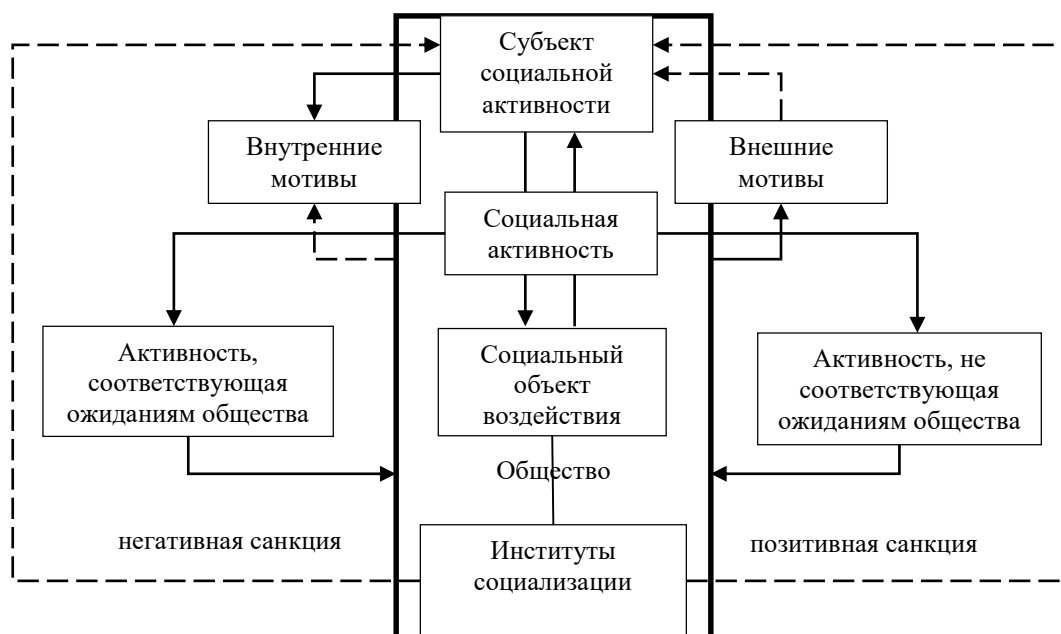 Субъект
социальной
активности
Внутренние
мотивы
Внешние
мотивы
Социальная
активность
Активность,
соответствующая
ожиданиям общества
Социальный
объект
воздействия
Активность, не
соответствующая
ожиданиям общества
Общество
негативная санкция
Институты
социализации
позитивная санкция